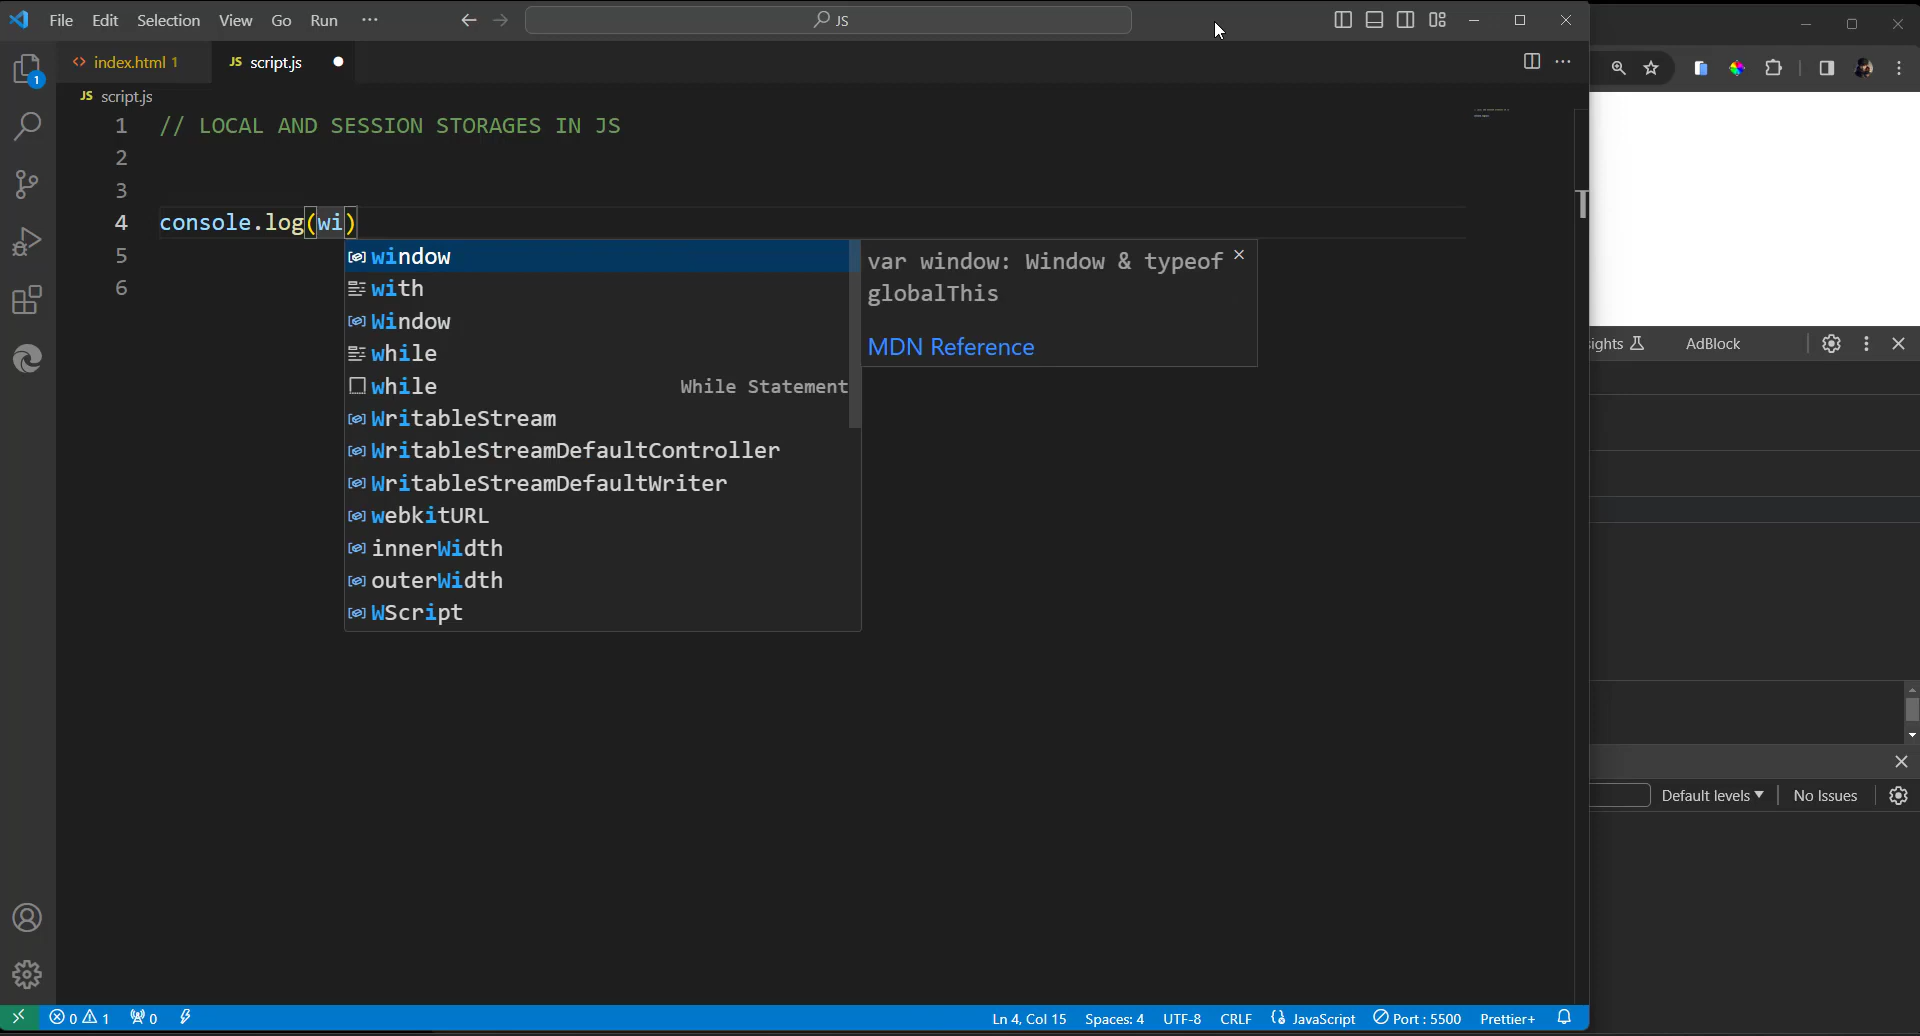 File Edit Selection View Go Run ···
JS
index.html 1
JS script.js
JS script.js
1 // LOCAL AND SESSION STORAGES IN JS
2
3
4 console.log(wi)
5
6
window
with
Window
while
while While Statement
WritableStream
WritableStreamDefaultController
WritableStreamDefaultWriter
webkitURL
innerWidth
outerWidth
WScript
var window: Window & typeof
globalThis
MDN Reference
1
T
ights AdBlock
Default levels No Issues
0 1 0 Ln 4, Col 15 Spaces: 4 UTF-8 CRLF JavaScript Port : 5500 Prettier+